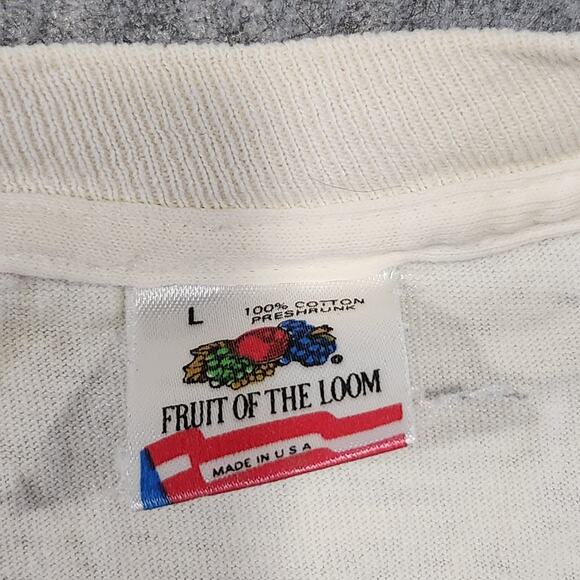 L
100% COTTON
PRESHRUNK
®
FRUIT OF THE LOOM
MADE IN U S A